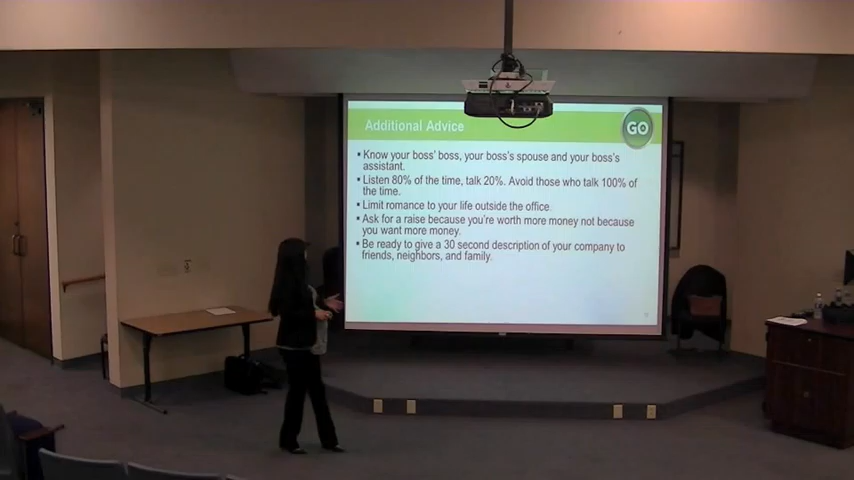 Additional Advice
GO
• Know your boss' boss, your boss's spouse and your boss's
assistant.
• Listen 80% of the time, talk 20%. Avoid those who talk 100% of
the time.
• Limit romance to your life outside the office.
• Ask for a raise because you're worth more money not because
you want more money.
• Be ready to give a 30 second description of your company to
friends, neighbors, and family.